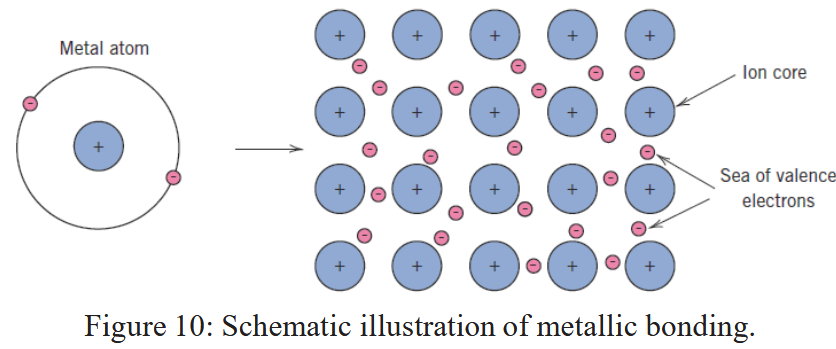 Metal atom
Ion core
Sea of valence
electrons
Figure 10: Schematic illustration of metallic bonding.